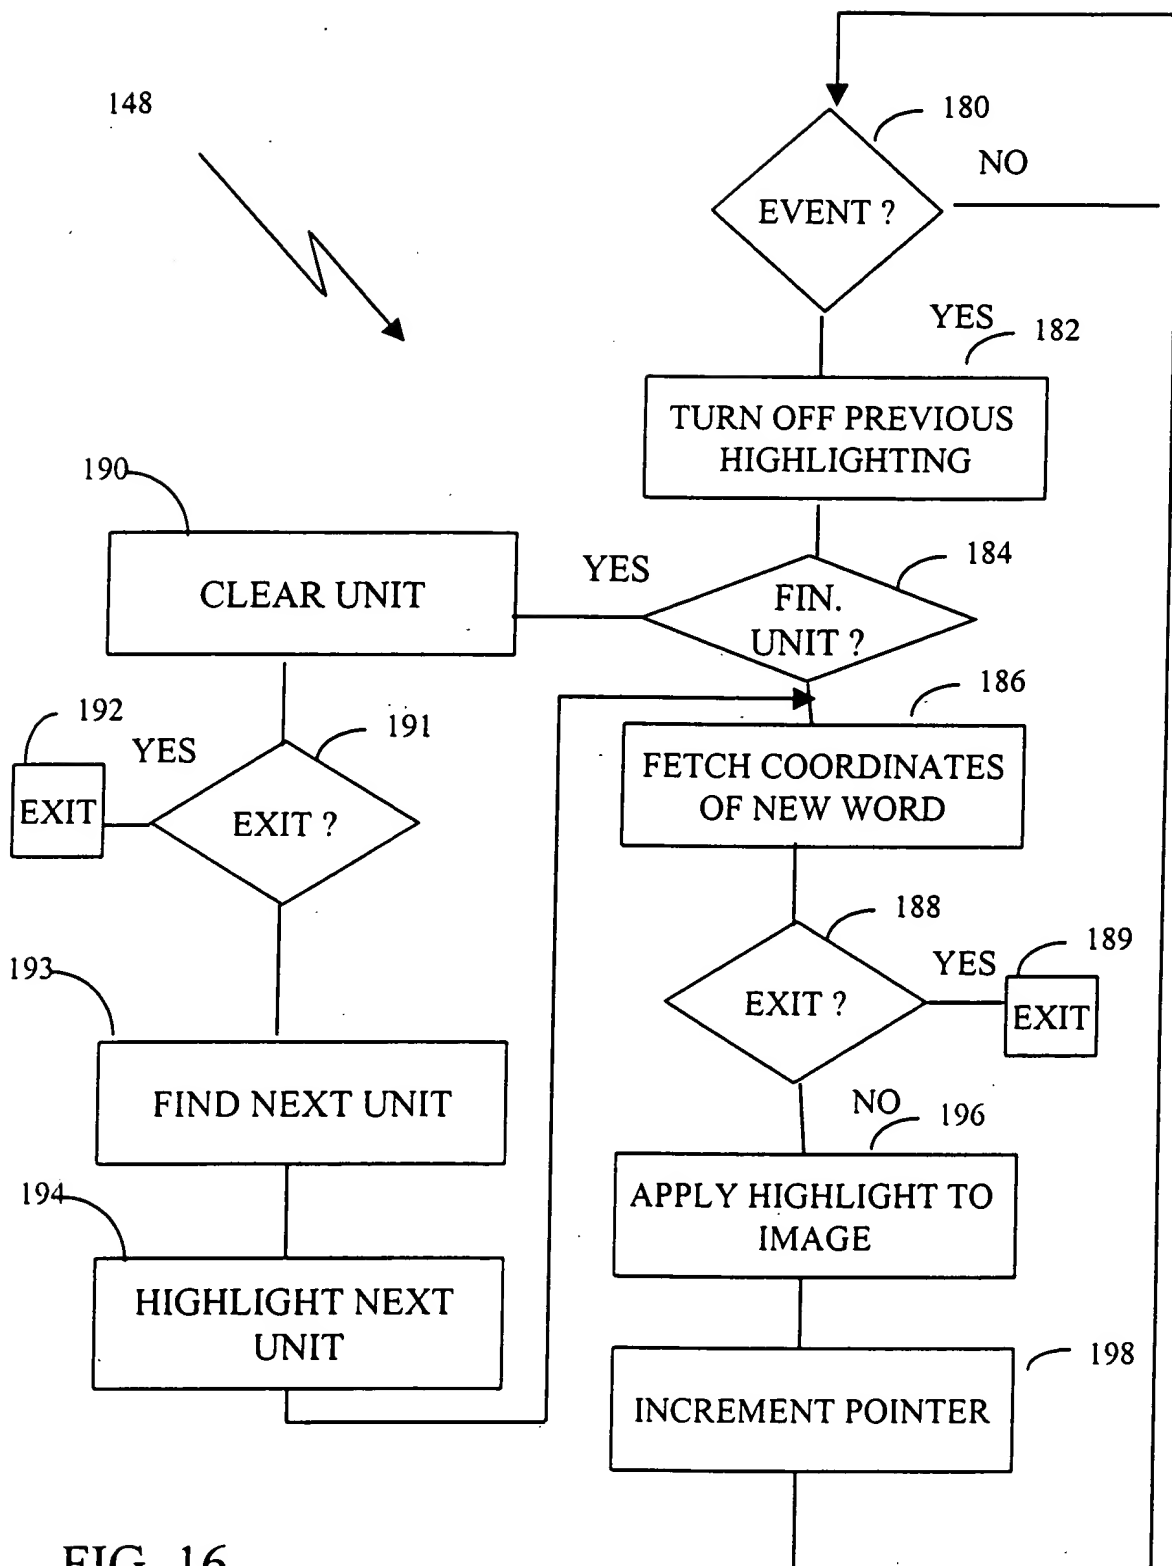 148
180
NO
EVENT ?
YES
182
TURN OFF PREVIOUS
HIGHLIGHTING
190
CLEAR UNIT
YES
184
FIN.
UNIT ?
186
192
YES
191
EXIT
EXIT ?
FETCH COORDINATES
OF NEW WORD
188
YES
189
EXIT ?
EXIT
193
FIND NEXT UNIT
NO
196
APPLY HIGHLIGHT TO
IMAGE
194
HIGHLIGHT NEXT
UNIT
198
INCREMENT POINTER
FIG. 16